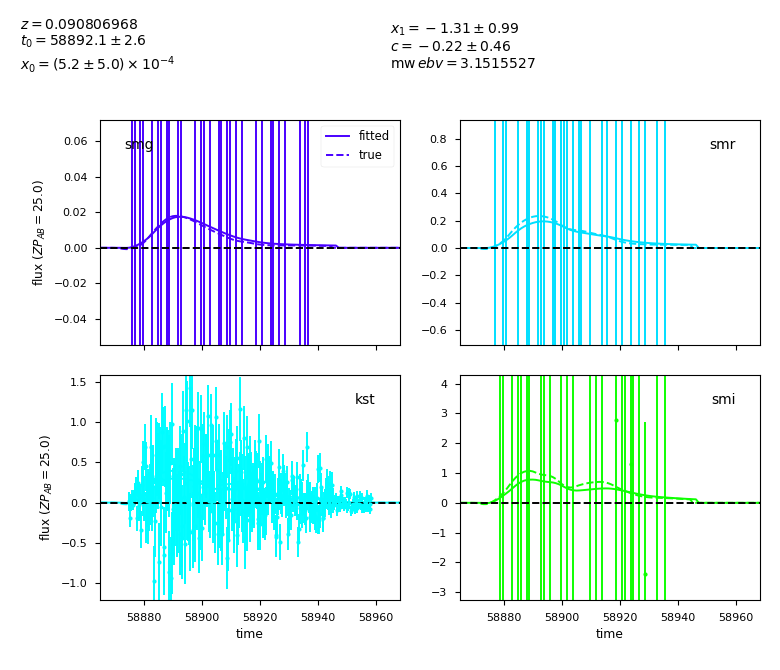 z = 0.090806968
t₀ = 58892.1 ± 2.6
x₀ = (5.2 ± 5.0) × 10⁻⁴
x₁ = −1.31 ± 0.99
c = −0.22 ± 0.46
mw ebv = 3.1515527
smg
fitted
true
0.06
0.04
0.02
0.00
−0.02
−0.04
flux (ZP_AB = 25.0)
smr
0.8
0.6
0.4
0.2
0.0
−0.2
−0.4
−0.6
kst
1.5
1.0
0.5
0.0
−0.5
−1.0
flux (ZP_AB = 25.0)
58880 58900 58920 58940 58960
time
smi
4
3
2
1
0
−1
−2
−3
58880 58900 58920 58940 58960
time